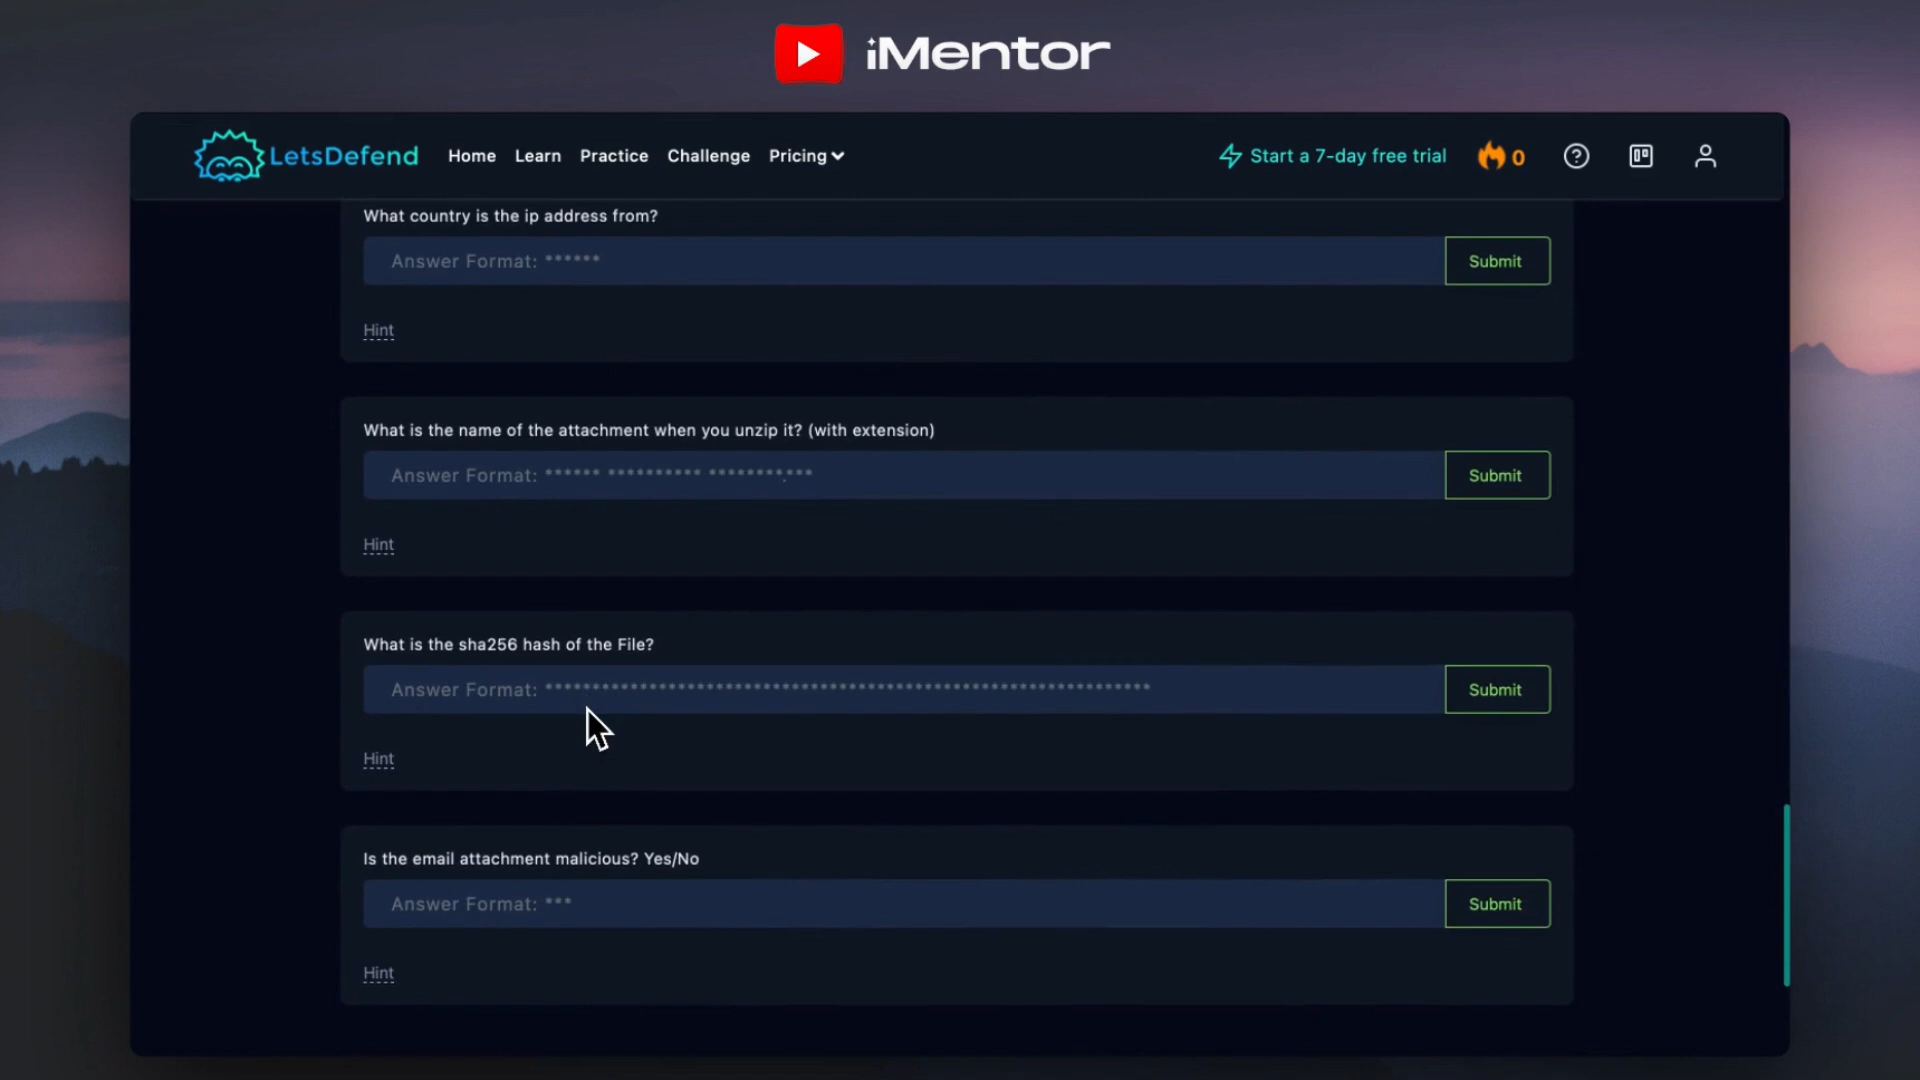 iMentor
LetsDefend Home Learn Practice Challenge Pricing Start a 7-day free trial 0
What country is the ip address from?
Answer Format: ****** Submit
Hint
What is the name of the attachment when you unzip it? (with extension)
Answer Format: ****** ********** ********.*** Submit
Hint
What is the sha256 hash of the File?
Answer Format: **************************************************************** Submit
Hint
Is the email attachment malicious? Yes/No
Answer Format: *** Submit
Hint